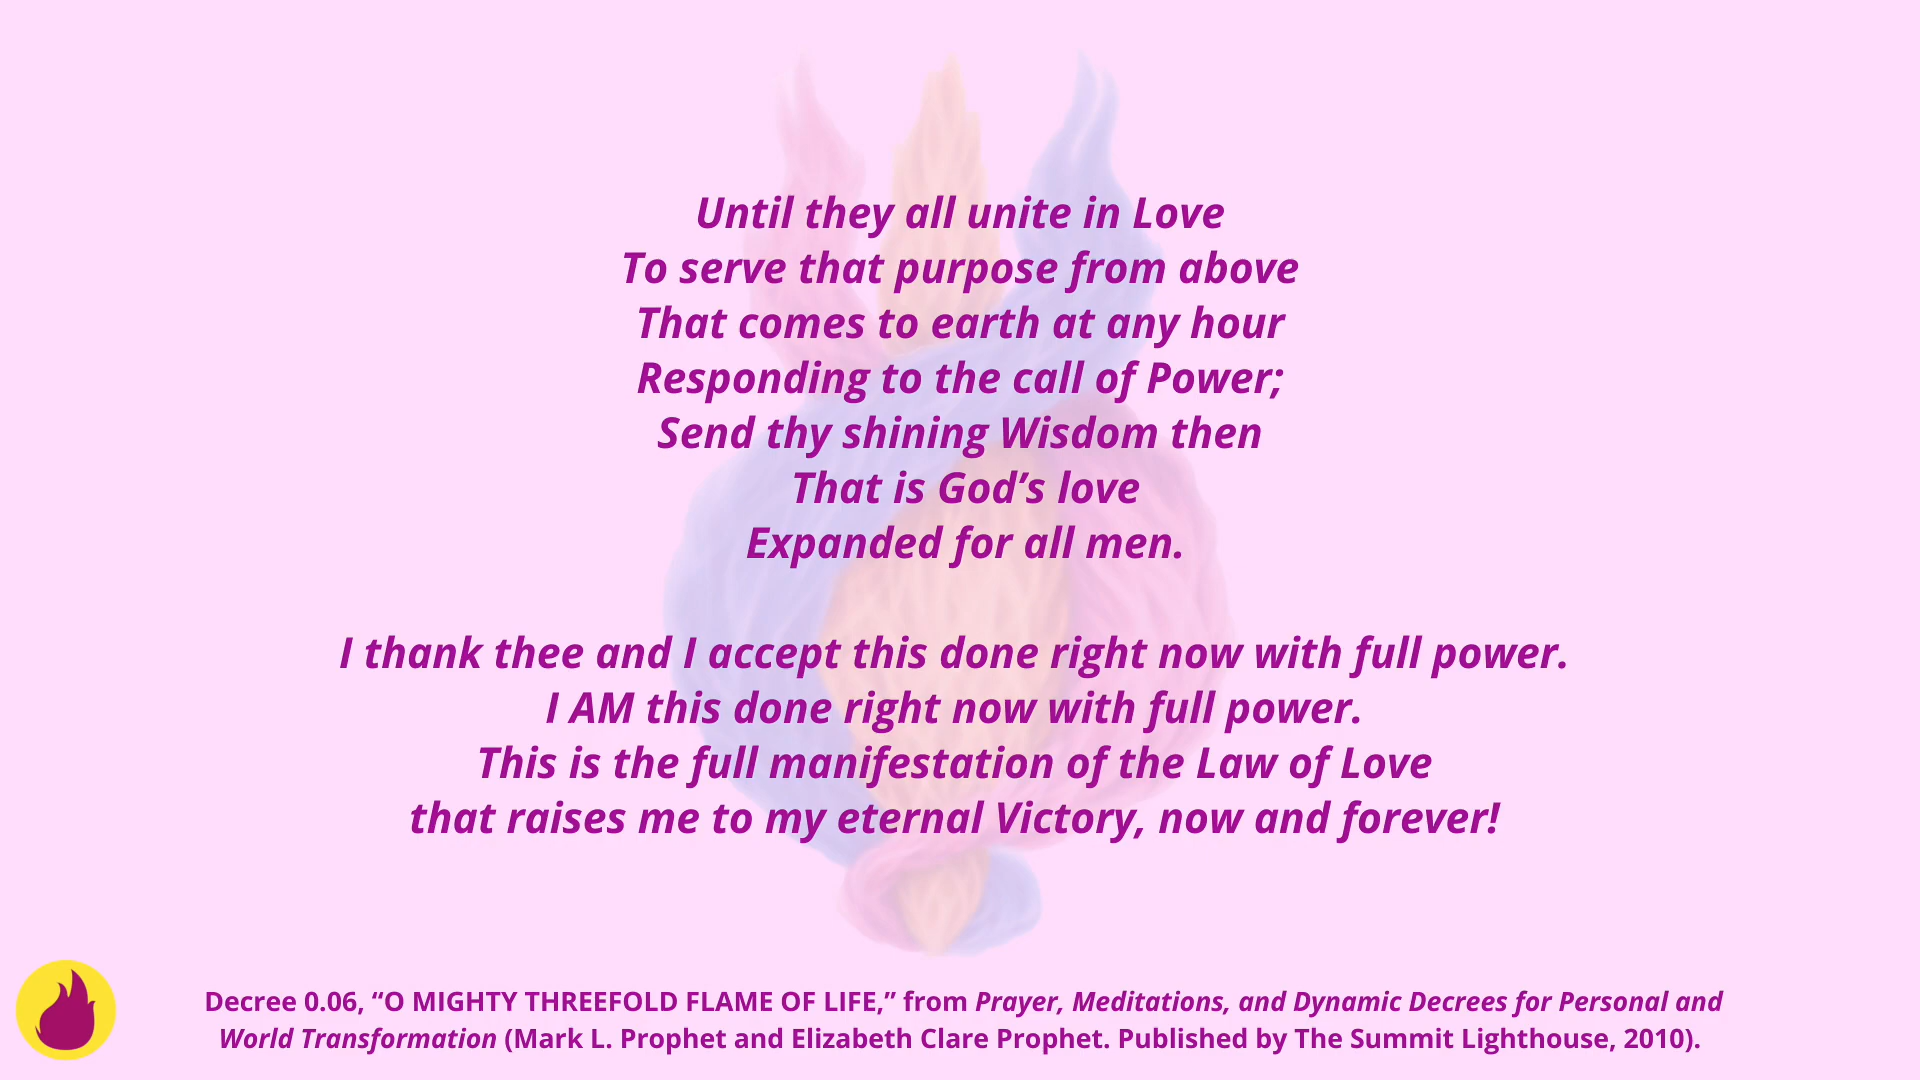 Until they all unite in Love
To serve that purpose from above
That comes to earth at any hour
Responding to the call of Power;
Send thy shining Wisdom then
That is God’s love
Expanded for all men.
I thank thee and I accept this done right now with full power.
I AM this done right now with full power.
This is the full manifestation of the Law of Love
that raises me to my eternal Victory, now and forever!
Decree 0.06, “O MIGHTY THREEFOLD FLAME OF LIFE,” from Prayer, Meditations, and Dynamic Decrees for Personal and
World Transformation (Mark L. Prophet and Elizabeth Clare Prophet. Published by The Summit Lighthouse, 2010).